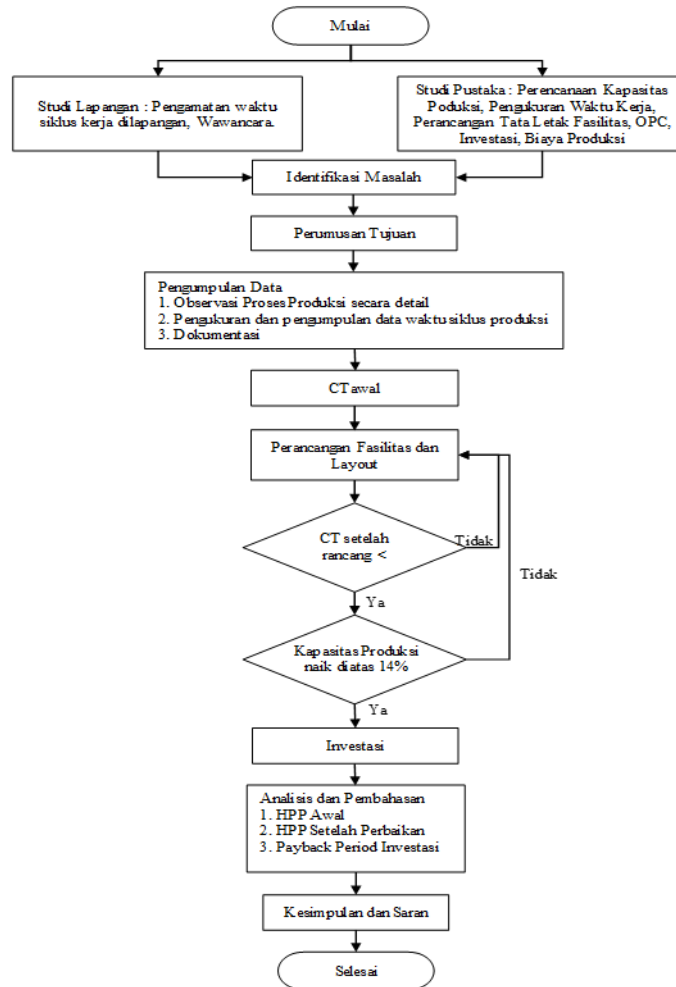 Mulai
Studi Lapangan : Pengamatan waktu
siklus kerja dilapangan, Wawancara.
Studi Pustaka : Perencanaan Kapasitas
Poduksi, Pengukuran Waktu Kerja,
Perancangan Tata Letak Fasilitas, OPC,
Investasi, Biaya Produksi
Identifikasi Masalah
Perumusan Tujuan
Pengumpulan Data
1. Observasi Proses Produksi secara detail
2. Pengukuran dan pengumpulan data waktu siklus produksi
3. Dokumentasi
CT awal
Perancangan Fasilitas dan
Layout
CT setelah
rancang <
Tidak
Tidak
Ya
Kapasitas Produksi
naik diatas 14%
Ya
Investasi
Analisis dan Pembahasan
1. HPP Awal
2. HPP Setelah Perbaikan
3. Payback Period Investasi
Kesimpulan dan Saran
Selesai